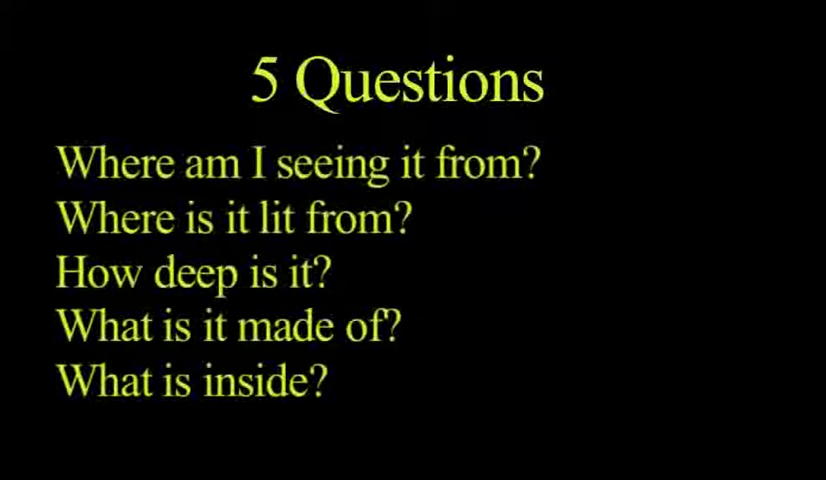 5 Questions
Where am I seeing it from?
Where is it lit from?
How deep is it?
What is it made of?
What is inside?